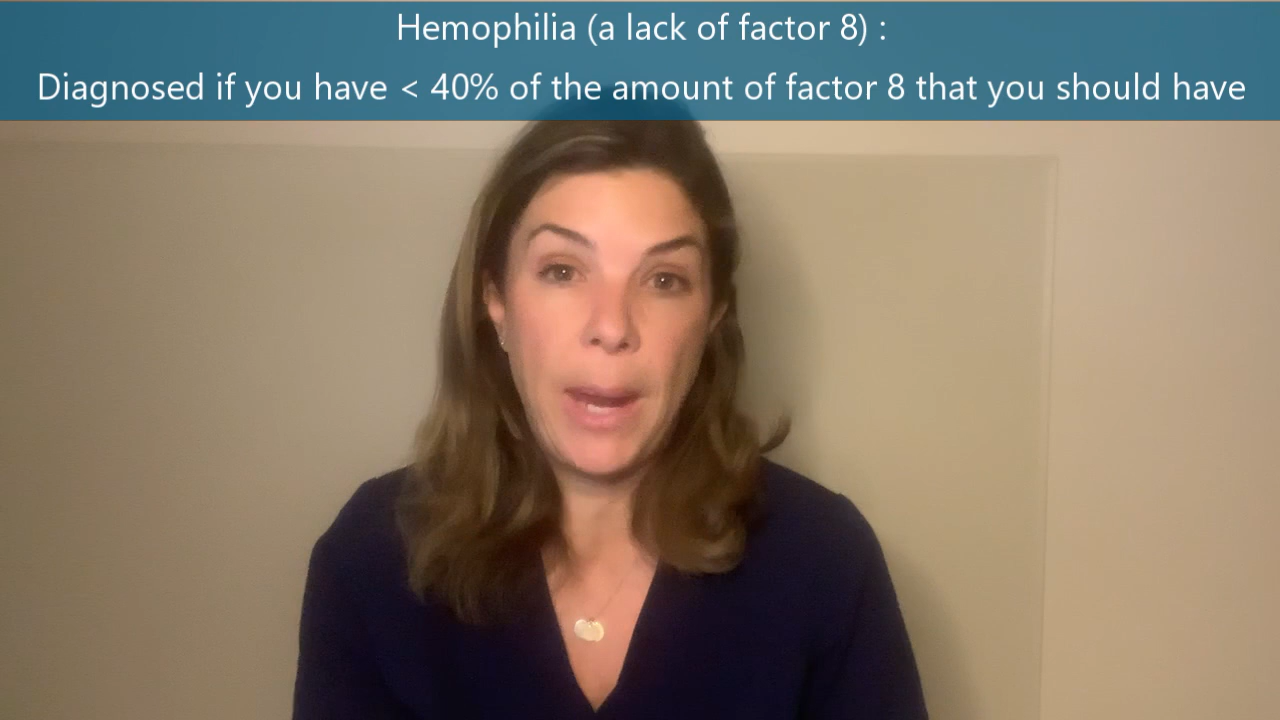 Hemophilia (a lack of factor 8) :
Diagnosed if you have < 40% of the amount of factor 8 that you should have